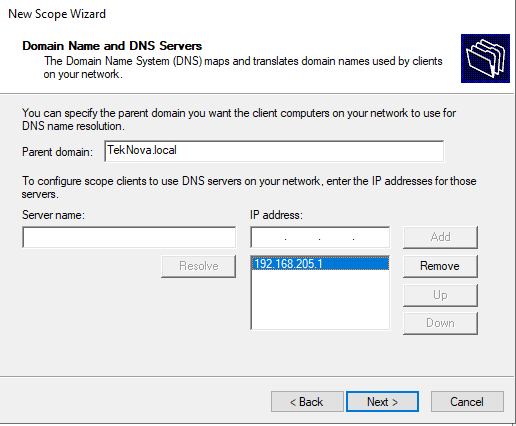 New Scope Wizard
Domain Name and DNS Servers
The Domain Name System (DNS) maps and translates domain names used by clients
on your network.
You can specify the parent domain you want the client computers on your network to use for
DNS name resolution.
Parent domain: TekNova.local
To configure scope clients to use DNS servers on your network, enter the IP addresses for those
servers.
Server name: IP address:
. . . Add
Resolve 192.168.205.1 Remove
Up
Down
< Back Next > Cancel